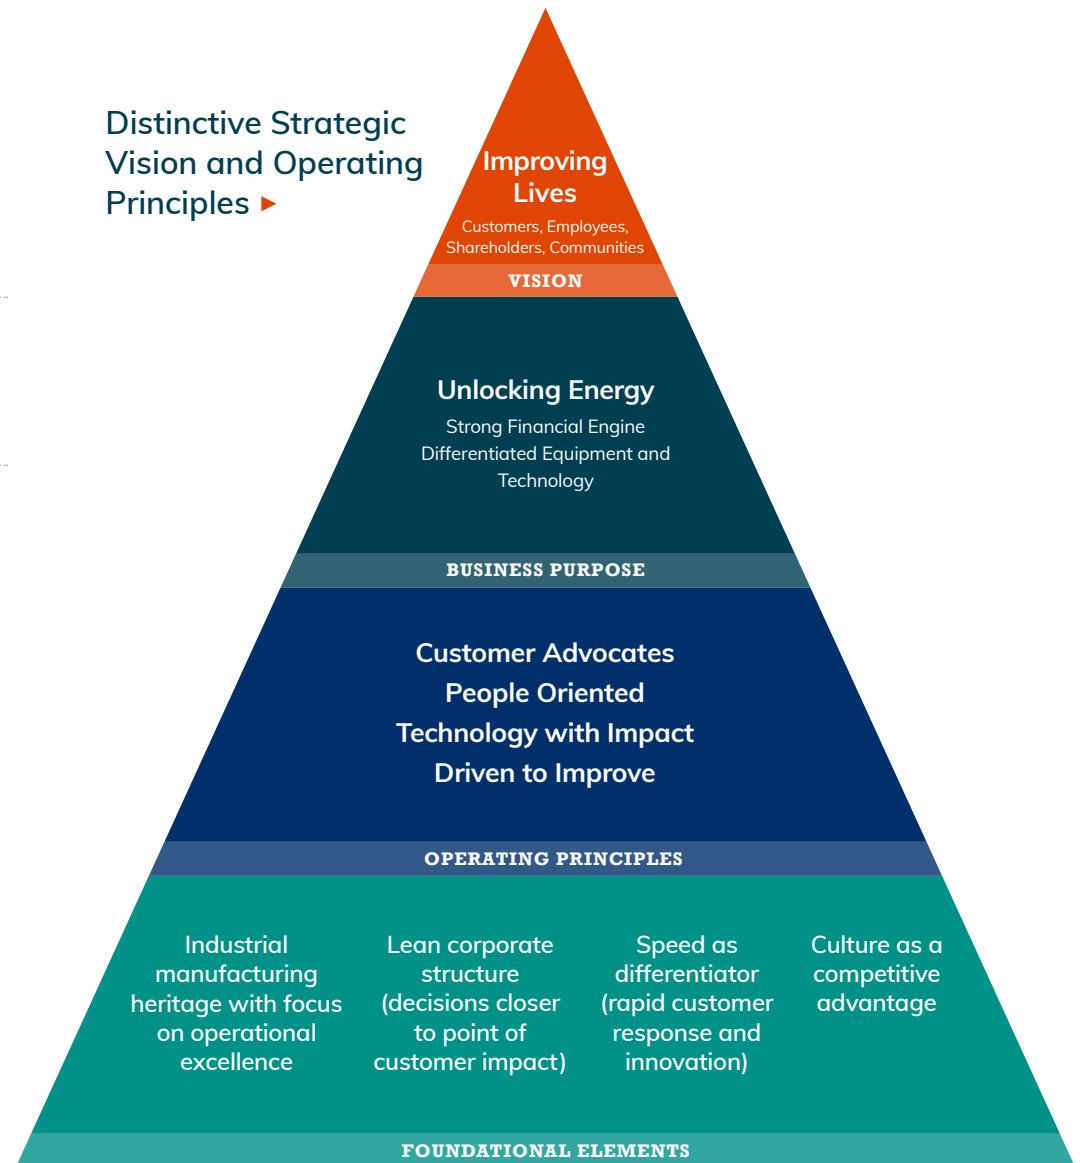 Distinctive Strategic
Vision and Operating
Principles ▸
Improving
Lives
Customers, Employees,
Shareholders, Communities
VISION
Unlocking Energy
Strong Financial Engine
Differentiated Equipment and
Technology
BUSINESS PURPOSE
Customer Advocates
People Oriented
Technology with Impact
Driven to Improve
OPERATING PRINCIPLES
Industrial
manufacturing
heritage with focus
on operational
excellence
Lean corporate
structure
(decisions closer
to point of
customer impact)
Speed as
differentiator
(rapid customer
response and
innovation)
Culture as a
competitive
advantage
FOUNDATIONAL ELEMENTS